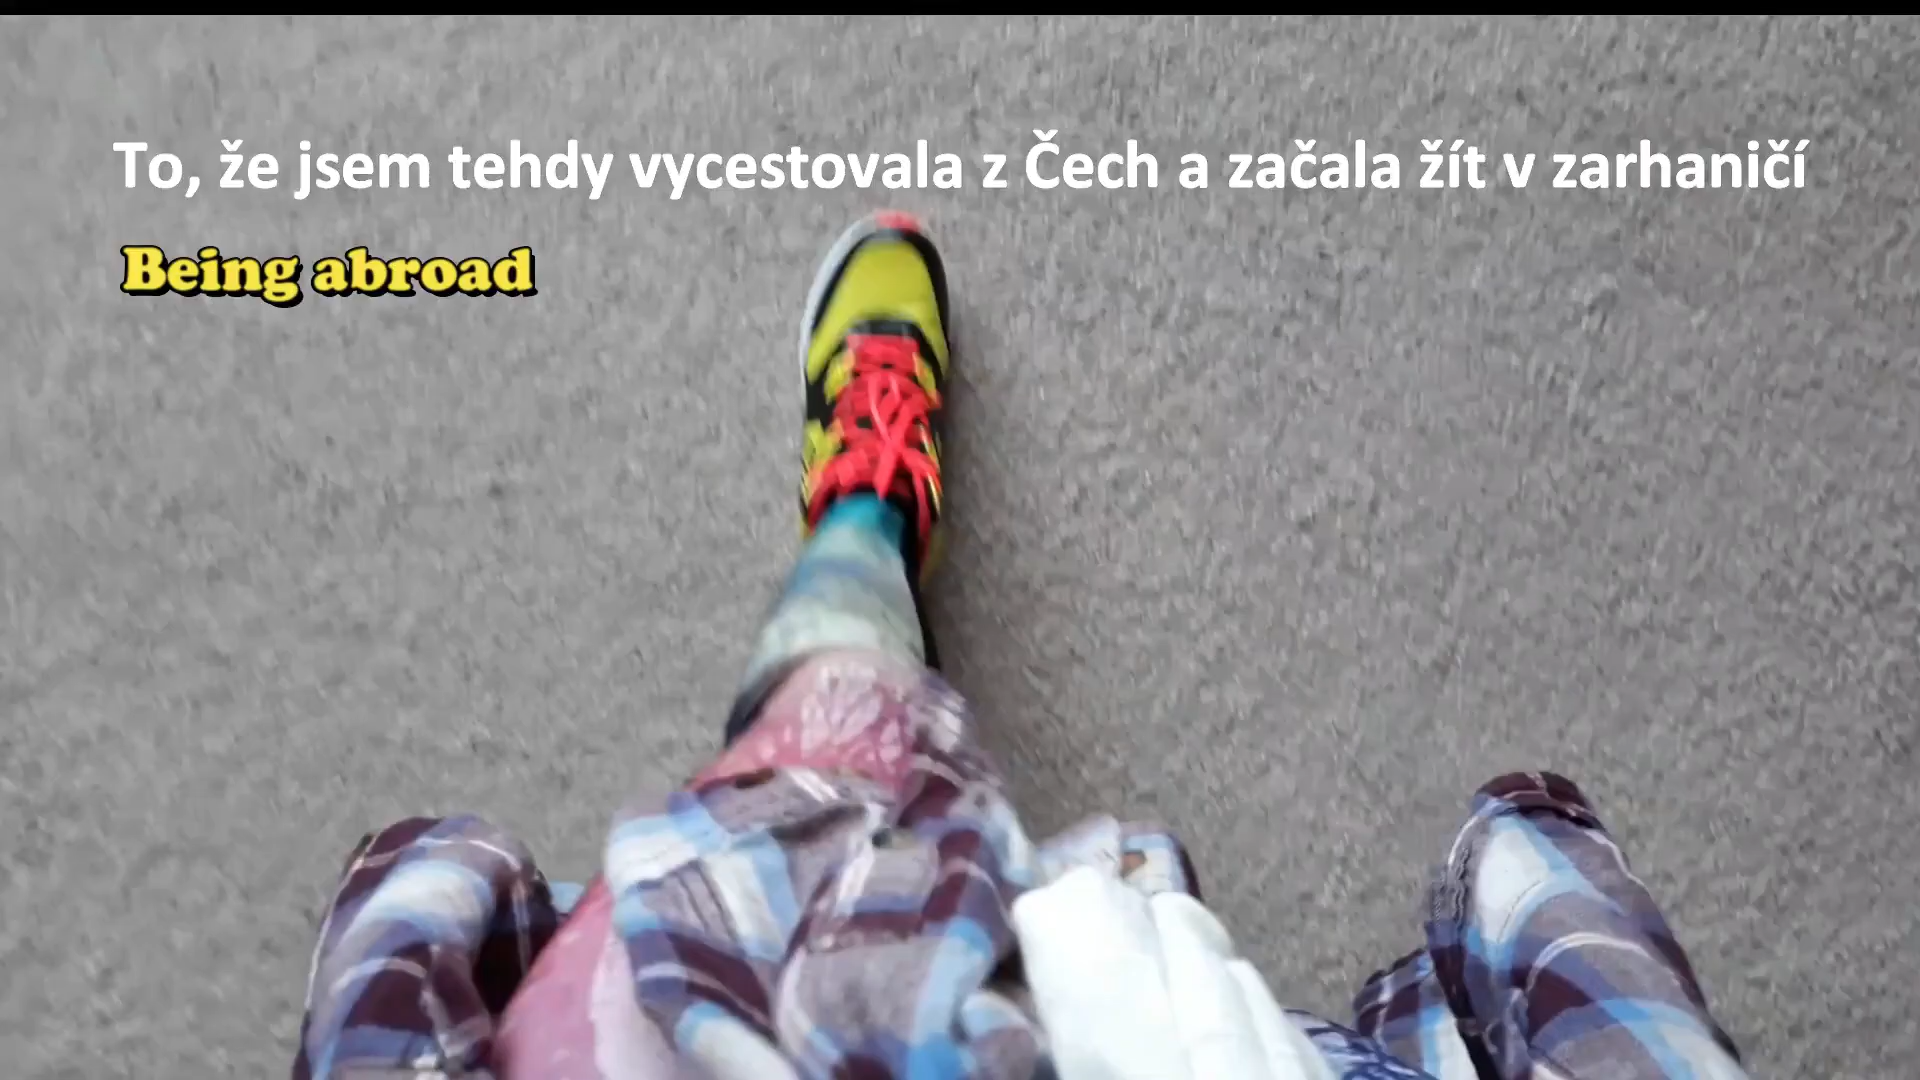 To, že jsem tehdy vycestovala z Čech a začala žít v zarhaničí
Being abroad